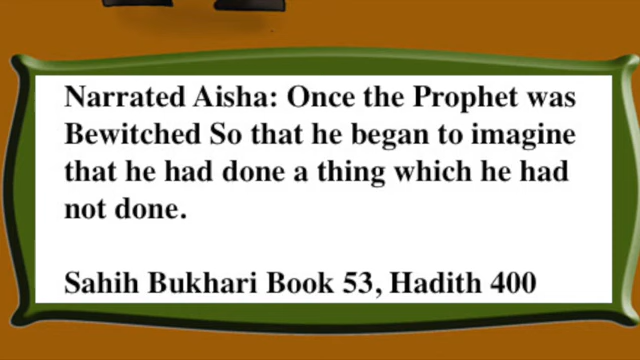 Narrated Aisha: Once the Prophet was
Bewitched So that he began to imagine
that he had done a thing which he had
not done.
Sahih Bukhari Book 53, Hadith 400